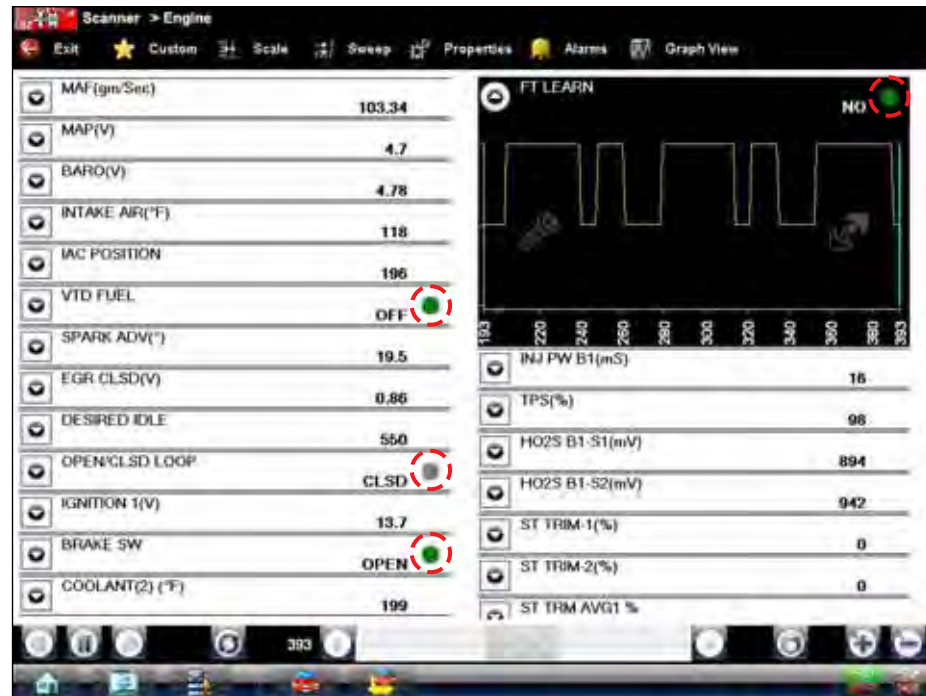 Scanner > Engine
Exit Custom Scale Sweep Properties Alarms Graph View
MAF(gm/Sec)
103.34
MAP(V)
4.7
BARO(V)
4.78
INTAKE AIR(°F)
118
IAC POSITION
196
VTD FUEL
OFF
SPARK ADV(°)
19.5
EGR CLSD(V)
0.86
DESIRED IDLE
550
OPEN/CLSD LOOP
CLSD
IGNITION 1(V)
13.7
BRAKE SW
OPEN
COOLANT(2) (°F)
199
FT LEARN
NO
193 220 240 260 280 300 320 340 360 380 393
INJ PW B1(mS)
16
TPS(%)
98
HO2S B1-S1(mV)
894
HO2S B1-S2(mV)
942
ST TRIM-1(%)
0
ST TRIM-2(%)
0
ST TRM AVG1 %
393